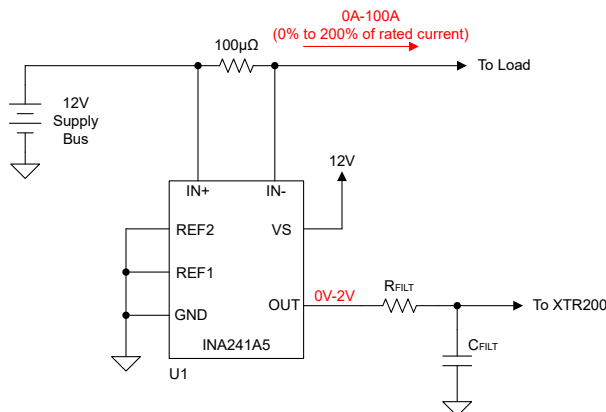 0A-100A
(0% to 200% of rated current)
100µΩ
To Load
12V
Supply
Bus
12V
IN+
IN-
REF2
VS
REF1
0V-2V
RFILT
To XTR200
OUT
GND
INA241A5
CFILT
U1